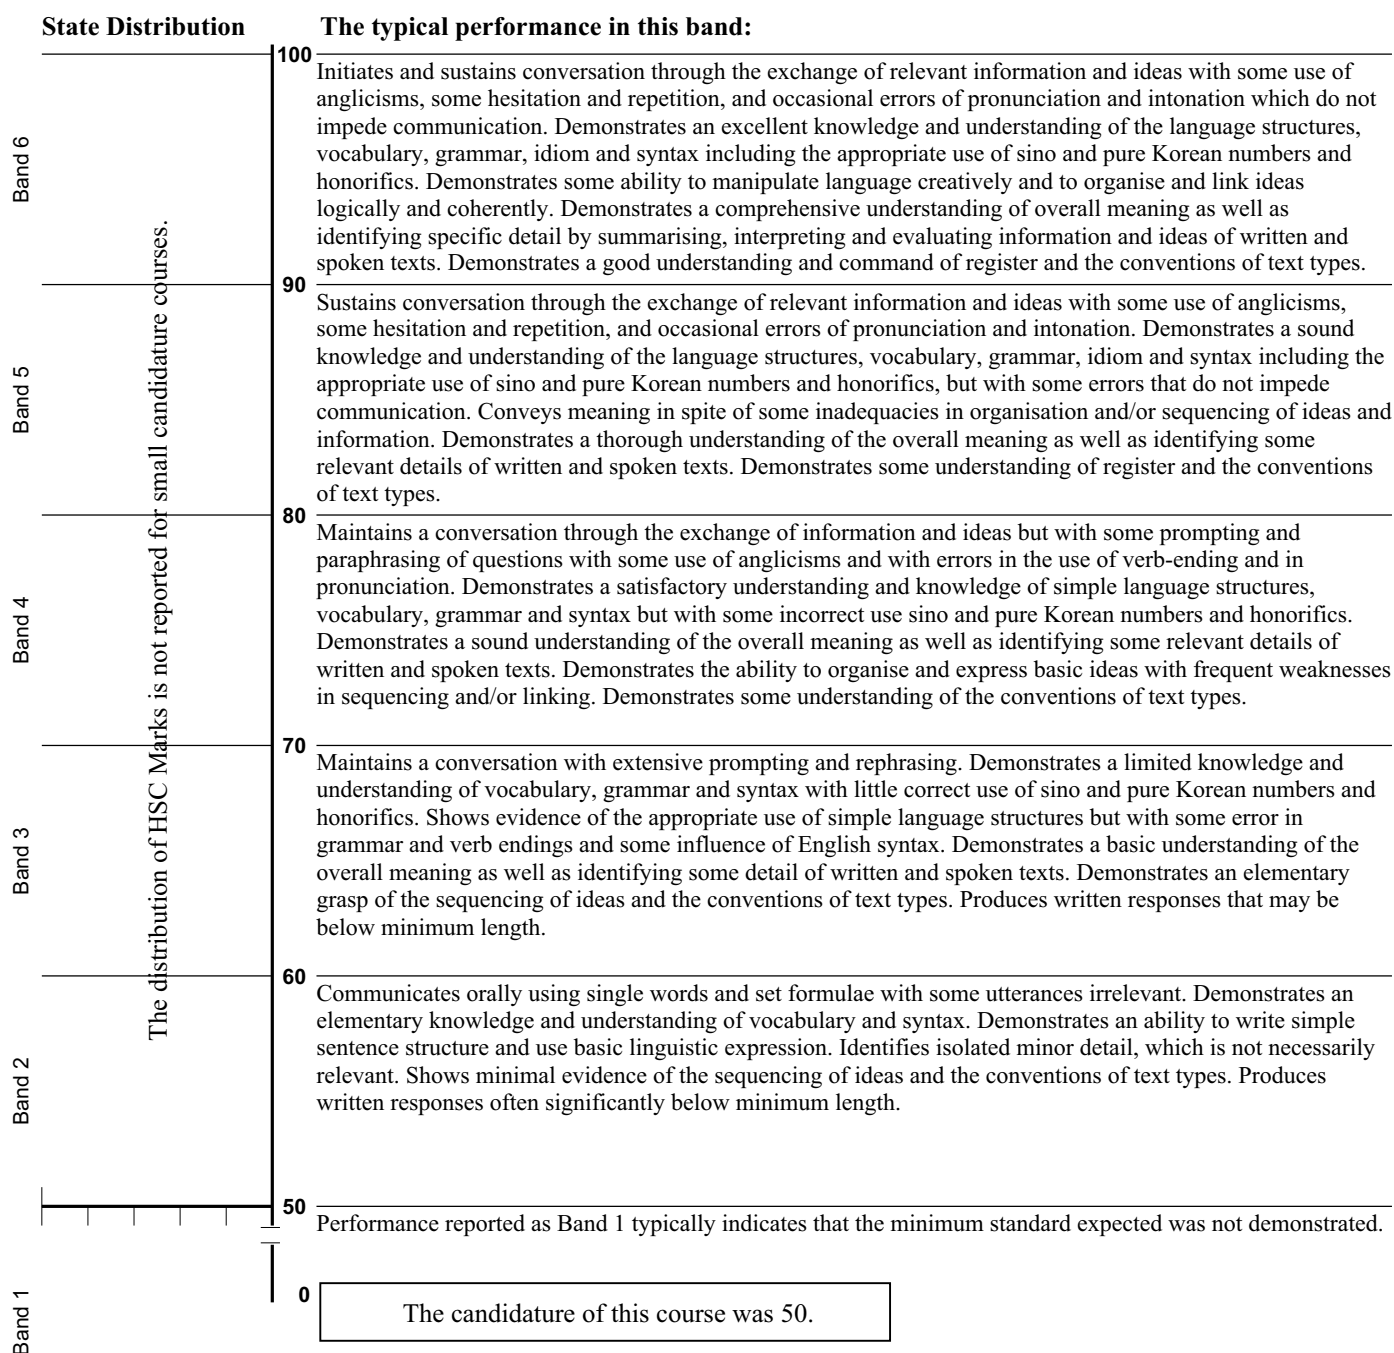 State Distribution
The typical performance in this band:
100
Band 6
Initiates and sustains conversation through the exchange of relevant information and ideas with some use of
anglicisms, some hesitation and repetition, and occasional errors of pronunciation and intonation which do not
impede communication. Demonstrates an excellent knowledge and understanding of the language structures,
vocabulary, grammar, idiom and syntax including the appropriate use of sino and pure Korean numbers and
honorifics. Demonstrates some ability to manipulate language creatively and to organise and link ideas
logically and coherently. Demonstrates a comprehensive understanding of overall meaning as well as
identifying specific detail by summarising, interpreting and evaluating information and ideas of written and
spoken texts. Demonstrates a good understanding and command of register and the conventions of text types.
The distribution of HSC Marks is not reported for small candidature courses.
90
Band 5
Sustains conversation through the exchange of relevant information and ideas with some use of anglicisms,
some hesitation and repetition, and occasional errors of pronunciation and intonation. Demonstrates a sound
knowledge and understanding of the language structures, vocabulary, grammar, idiom and syntax including the
appropriate use of sino and pure Korean numbers and honorifics, but with some errors that do not impede
communication. Conveys meaning in spite of some inadequacies in organisation and/or sequencing of ideas and
information. Demonstrates a thorough understanding of the overall meaning as well as identifying some
relevant details of written and spoken texts. Demonstrates some understanding of register and the conventions
of text types.
80
Band 4
Maintains a conversation through the exchange of information and ideas but with some prompting and
paraphrasing of questions with some use of anglicisms and with errors in the use of verb-ending and in
pronunciation. Demonstrates a satisfactory understanding and knowledge of simple language structures,
vocabulary, grammar and syntax but with some incorrect use sino and pure Korean numbers and honorifics.
Demonstrates a sound understanding of the overall meaning as well as identifying some relevant details of
written and spoken texts. Demonstrates the ability to organise and express basic ideas with frequent weaknesses
in sequencing and/or linking. Demonstrates some understanding of the conventions of text types.
70
Band 3
Maintains a conversation with extensive prompting and rephrasing. Demonstrates a limited knowledge and
understanding of vocabulary, grammar and syntax with little correct use of sino and pure Korean numbers and
honorifics. Shows evidence of the appropriate use of simple language structures but with some error in
grammar and verb endings and some influence of English syntax. Demonstrates a basic understanding of the
overall meaning as well as identifying some detail of written and spoken texts. Demonstrates an elementary
grasp of the sequencing of ideas and the conventions of text types. Produces written responses that may be
below minimum length.
60
Band 2
Communicates orally using single words and set formulae with some utterances irrelevant. Demonstrates an
elementary knowledge and understanding of vocabulary and syntax. Demonstrates an ability to write simple
sentence structure and use basic linguistic expression. Identifies isolated minor detail, which is not necessarily
relevant. Shows minimal evidence of the sequencing of ideas and the conventions of text types. Produces
written responses often significantly below minimum length.
50
Performance reported as Band 1 typically indicates that the minimum standard expected was not demonstrated.
0
Band 1
The candidature of this course was 50.